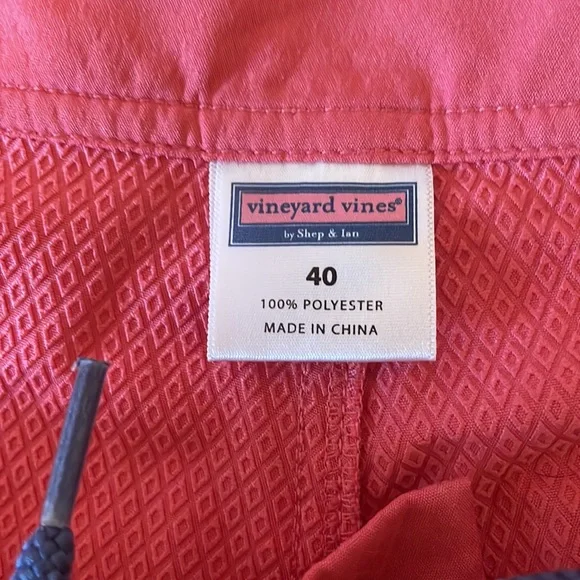 vineyard vines®
by Shep & Ian
40
100% POLYESTER
MADE IN CHINA